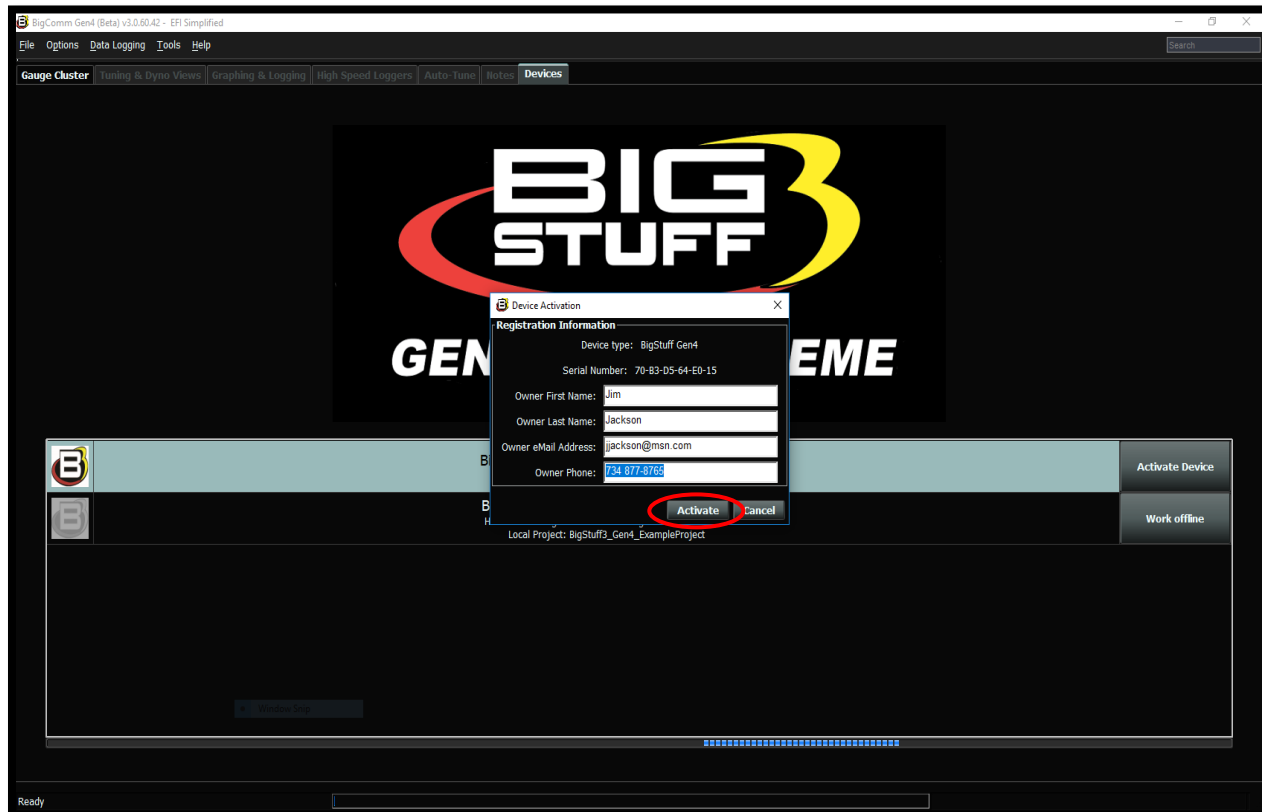 BigComm Gen4 (Beta) v3.0.60.42 - EFI Simplified
File Options Data Logging Tools Help
Search
Gauge Cluster Tuning & Dyno Views Graphing & Logging High Speed Loggers Auto-Tune Notes Devices
BIG 3
STUFF
GEN
EME
Device Activation
Registration Information
Device type: BigStuff Gen4
Serial Number: 70-B3-D5-64-E0-15
Owner First Name: Jim
Owner Last Name: Jackson
Owner eMail Address: jjackson@msn.com
Owner Phone: 734 877-8765
Activate Cancel
B
Activate Device
B
Work offline
Local Project: BigStuff3_Gen4_ExampleProject
Window Snip
Ready